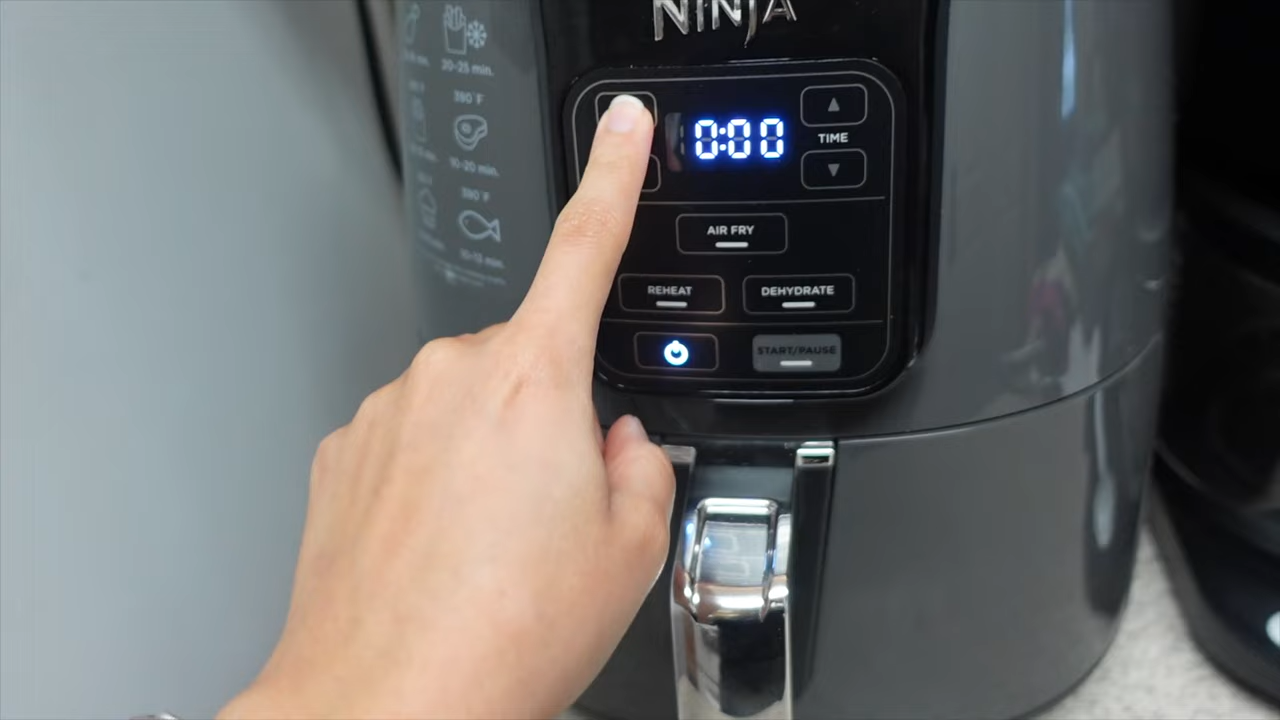 NINJA
20-25 min.
390°F
0:00
TIME
10-20 min.
390°F
AIR FRY
10-13 min.
REHEAT
DEHYDRATE
START/PAUSE